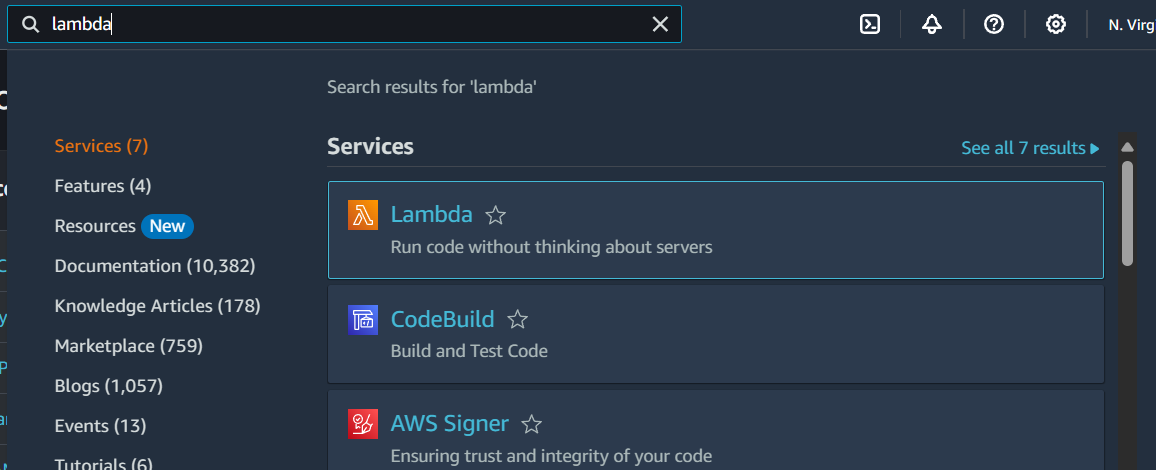 lambda
N. Virg
Search results for 'lambda'
Services (7)
Features (4)
Resources New
Documentation (10,382)
Knowledge Articles (178)
Marketplace (759)
Blogs (1,057)
Events (13)
Tutorials (6)
Services
See all 7 results
Lambda
Run code without thinking about servers
CodeBuild
Build and Test Code
AWS Signer
Ensuring trust and integrity of your code